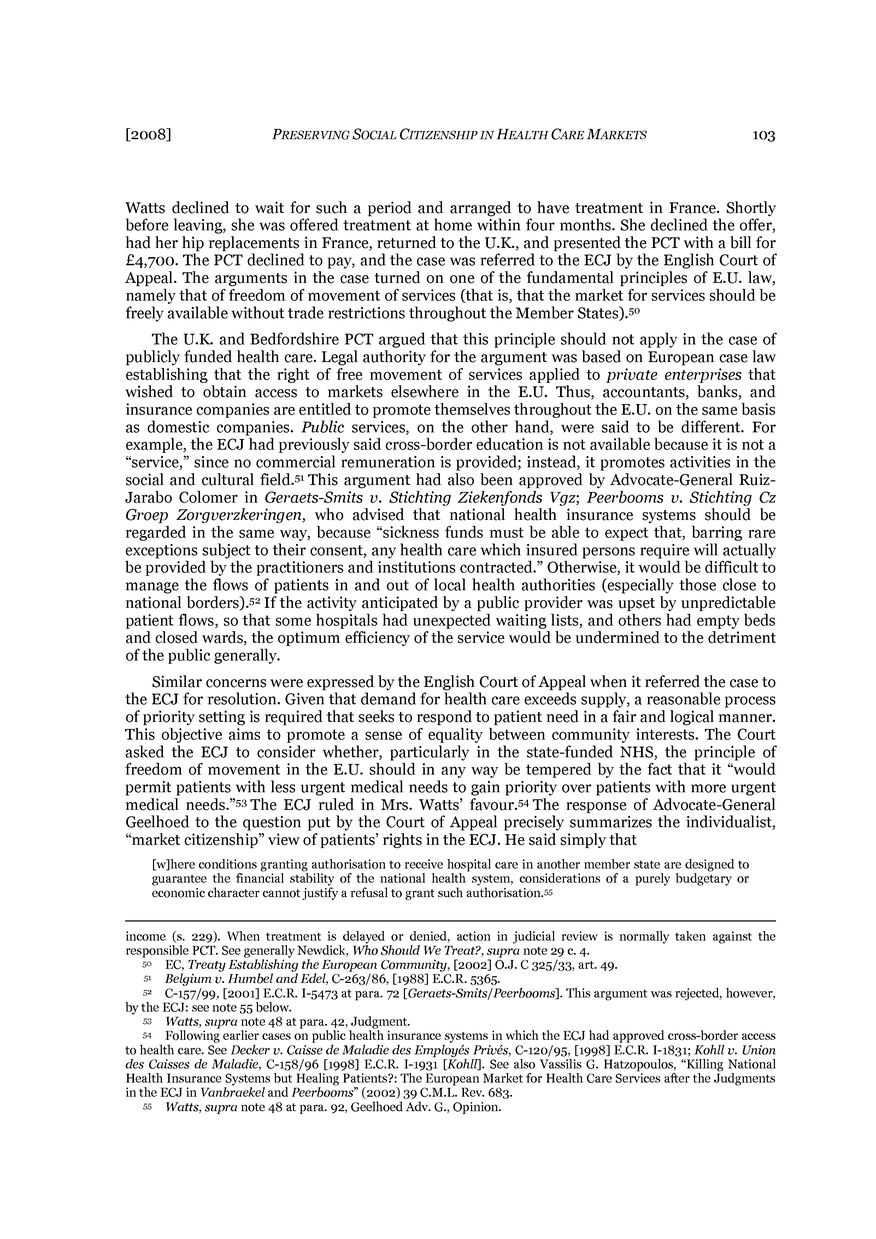 [2008] PRESERVING SOCIAL CITIZENSHIP IN HEALTH CARE MARKETS 103
Watts declined to wait for such a period and arranged to have treatment in France. Shortly
before leaving, she was offered treatment at home within four months. She declined the offer,
had her hip replacements in France, returned to the U.K., and presented the PCT with a bill for
£4,700. The PCT declined to pay, and the case was referred to the ECJ by the English Court of
Appeal. The arguments in the case turned on one of the fundamental principles of E.U. law,
namely that of freedom of movement of services (that is, that the market for services should be
freely available without trade restrictions throughout the Member States).50
The U.K. and Bedfordshire PCT argued that this principle should not apply in the case of
publicly funded health care. Legal authority for the argument was based on European case law
establishing that the right of free movement of services applied to private enterprises that
wished to obtain access to markets elsewhere in the E.U. Thus, accountants, banks, and
insurance companies are entitled to promote themselves throughout the E.U. on the same basis
as domestic companies. Public services, on the other hand, were said to be different. For
example, the ECJ had previously said cross-border education is not available because it is not a
“service,” since no commercial remuneration is provided; instead, it promotes activities in the
social and cultural field.51 This argument had also been approved by Advocate-General Ruiz-
Jarabo Colomer in Geraets-Smits v. Stichting Ziekenfonds Vgz; Peerbooms v. Stichting Cz
Groep Zorgverzkeringen, who advised that national health insurance systems should be
regarded in the same way, because “sickness funds must be able to expect that, barring rare
exceptions subject to their consent, any health care which insured persons require will actually
be provided by the practitioners and institutions contracted.” Otherwise, it would be difficult to
manage the flows of patients in and out of local health authorities (especially those close to
national borders).52 If the activity anticipated by a public provider was upset by unpredictable
patient flows, so that some hospitals had unexpected waiting lists, and others had empty beds
and closed wards, the optimum efficiency of the service would be undermined to the detriment
of the public generally.
Similar concerns were expressed by the English Court of Appeal when it referred the case to
the ECJ for resolution. Given that demand for health care exceeds supply, a reasonable process
of priority setting is required that seeks to respond to patient need in a fair and logical manner.
This objective aims to promote a sense of equality between community interests. The Court
asked the ECJ to consider whether, particularly in the state-funded NHS, the principle of
freedom of movement in the E.U. should in any way be tempered by the fact that it “would
permit patients with less urgent medical needs to gain priority over patients with more urgent
medical needs.”53 The ECJ ruled in Mrs. Watts’ favour.54 The response of Advocate-General
Geelhoed to the question put by the Court of Appeal precisely summarizes the individualist,
“market citizenship” view of patients’ rights in the ECJ. He said simply that
[w]here conditions granting authorisation to receive hospital care in another member state are designed to
guarantee the financial stability of the national health system, considerations of a purely budgetary or
economic character cannot justify a refusal to grant such authorisation.55
income (s. 229). When treatment is delayed or denied, action in judicial review is normally taken against the
responsible PCT. See generally Newdick, Who Should We Treat?, supra note 29 c. 4.
50 EC, Treaty Establishing the European Community, [2002] O.J. C 325/33, art. 49.
51 Belgium v. Humbel and Edel, C-263/86, [1988] E.C.R. 5365.
52 C-157/99, [2001] E.C.R. I-5473 at para. 72 [Geraets-Smits/Peerbooms]. This argument was rejected, however,
by the ECJ: see note 55 below.
53 Watts, supra note 48 at para. 42, Judgment.
54 Following earlier cases on public health insurance systems in which the ECJ had approved cross-border access
to health care. See Decker v. Caisse de Maladie des Employés Privés, C-120/95, [1998] E.C.R. I-1831; Kohll v. Union
des Caisses de Maladie, C-158/96 [1998] E.C.R. I-1931 [Kohll]. See also Vassilis G. Hatzopoulos, “Killing National
Health Insurance Systems but Healing Patients?: The European Market for Health Care Services after the Judgments
in the ECJ in Vanbraekel and Peerbooms” (2002) 39 C.M.L. Rev. 683.
55 Watts, supra note 48 at para. 92, Geelhoed Adv. G., Opinion.